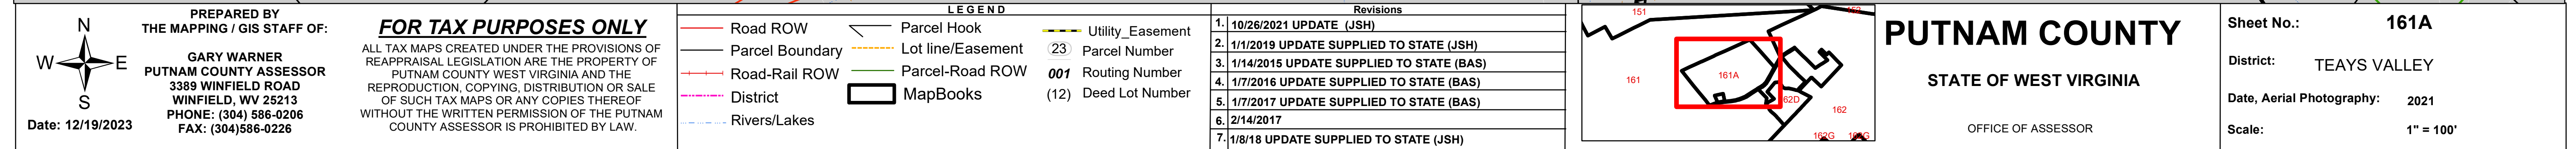 N
W E
S
Date: 12/19/2023
PREPARED BY
THE MAPPING / GIS STAFF OF:
GARY WARNER
PUTNAM COUNTY ASSESSOR
3389 WINFIELD ROAD
WINFIELD, WV 25213
PHONE: (304) 586-0206
FAX: (304)586-0226
FOR TAX PURPOSES ONLY
ALL TAX MAPS CREATED UNDER THE PROVISIONS OF
REAPPRAISAL LEGISLATION ARE THE PROPERTY OF
PUTNAM COUNTY WEST VIRGINIA AND THE
REPRODUCTION, COPYING, DISTRIBUTION OR SALE
OF SUCH TAX MAPS OR ANY COPIES THEREOF
WITHOUT THE WRITTEN PERMISSION OF THE PUTNAM
COUNTY ASSESSOR IS PROHIBITED BY LAW.
LEGEND
Road ROW
Parcel Boundary
Road-Rail ROW
District
Rivers/Lakes
Parcel Hook
Lot line/Easement
Parcel-Road ROW
MapBooks
Utility_Easement
23 Parcel Number
001 Routing Number
(12) Deed Lot Number
Revisions
1. 10/26/2021 UPDATE (JSH)
2. 1/1/2019 UPDATE SUPPLIED TO STATE (JSH)
3. 1/14/2015 UPDATE SUPPLIED TO STATE (BAS)
4. 1/7/2016 UPDATE SUPPLIED TO STATE (BAS)
5. 1/7/2017 UPDATE SUPPLIED TO STATE (BAS)
6. 2/14/2017
7. 1/8/18 UPDATE SUPPLIED TO STATE (JSH)
151
161
161A
162D
162
162G
PUTNAM COUNTY
STATE OF WEST VIRGINIA
OFFICE OF ASSESSOR
Sheet No.: 161A
District: TEAYS VALLEY
Date, Aerial Photography: 2021
Scale: 1" = 100'